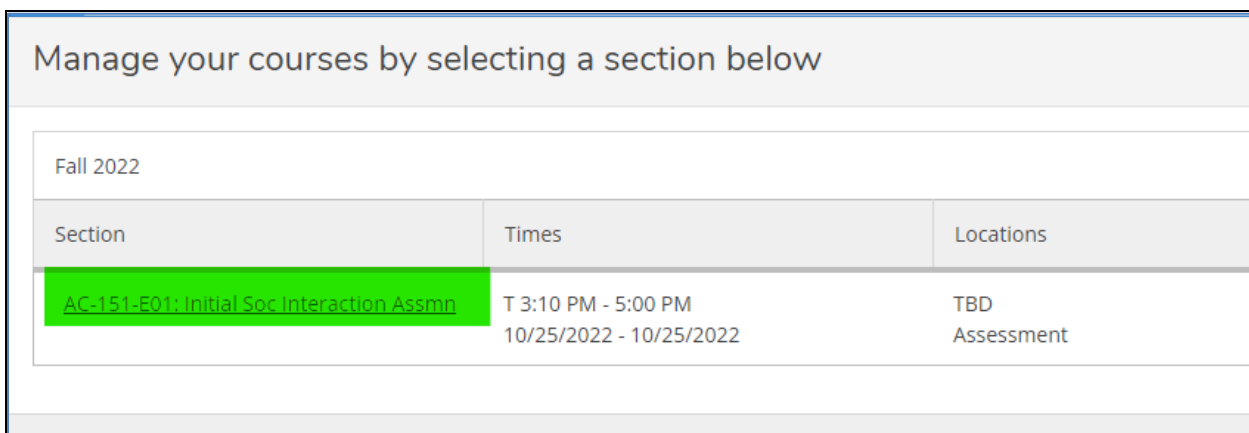 Manage your courses by selecting a section below
Fall 2022
Section
Times
Locations
AC-151-E01: Initial Soc Interaction Assmn
T 3:10 PM - 5:00 PM
10/25/2022 - 10/25/2022
TBD
Assessment